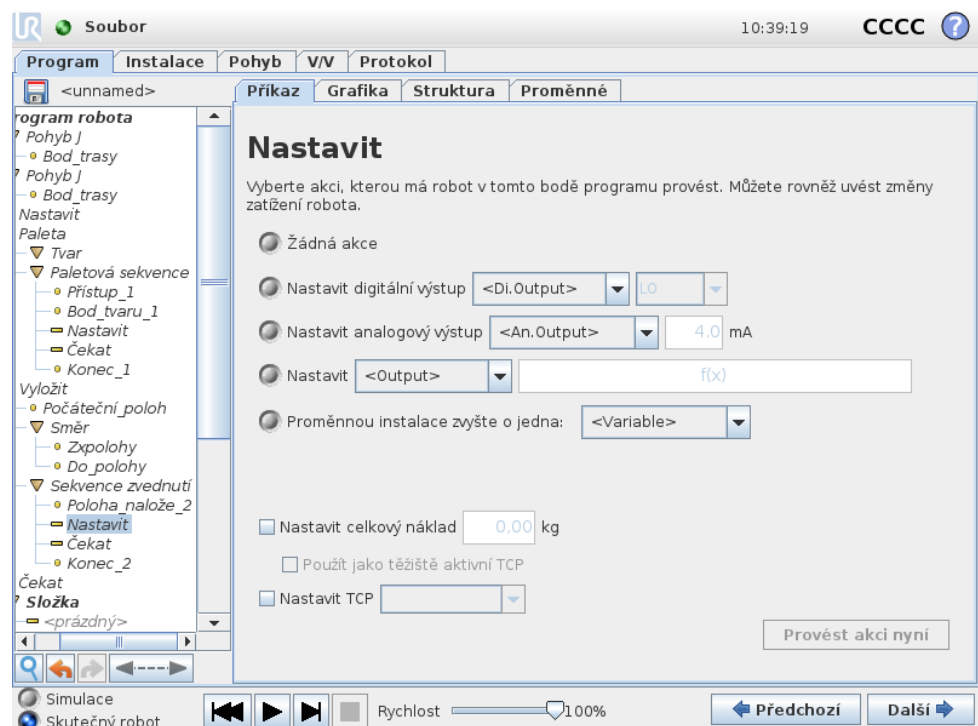 UR Soubor 10:39:19 CCCC ?
Program Instalace Pohyb V/V Protokol
<unnamed> Příkaz Grafika Struktura Proměnné
rogram robota
Pohyb J
Bod_trasy
Pohyb J
Bod_trasy
Nastavit
Paleta
Tvar
Paletová sekvence
Přístup_1
Bod_tvaru_1
Nastavit
Čekat
Konec_1
Vyložit
Počáteční_poloh
Směr
Zxpolohy
Do_polohy
Sekvence zvednutí
Poloha_nalože_2
Nastavit
Čekat
Konec_2
Čekat
Složka
<prázdný>
Nastavit
Vyberte akci, kterou má robot v tomto bodě programu provést. Můžete rovněž uvést změny
zatížení robota.
Žádná akce
Nastavit digitální výstup <Di.Output> LO
Nastavit analogový výstup <An.Output> 4.0 mA
Nastavit <Output> f(x)
Proměnnou instalace zvyšte o jedna: <Variable>
Nastavit celkový náklad 0,00 kg
Použít jako těžiště aktivní TCP
Nastavit TCP
Provést akci nyní
Simulace
Skutečný robot
Rychlost 100%
Předchozí Další